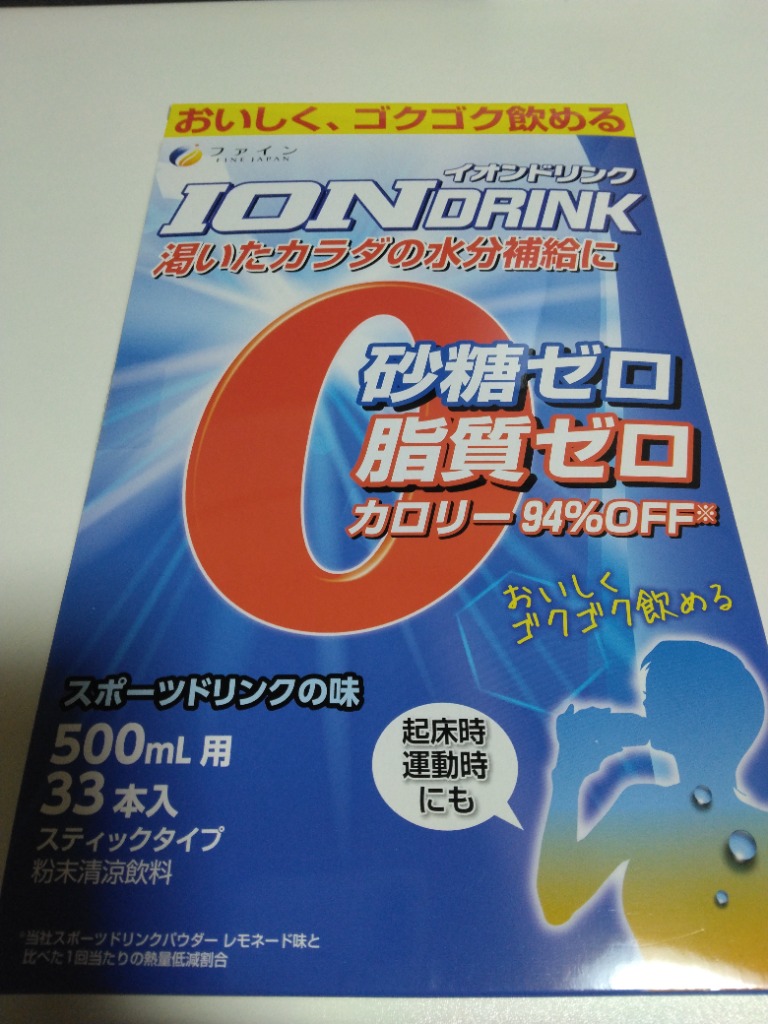 おいしく、ゴクゴク飲める
ファイン
FINE JAPAN
イオンドリンク
IONDRINK
渇いたカラダの水分補給に
0
砂糖ゼロ
脂質ゼロ
カロリー94%OFF※
おいしく
ゴクゴク飲める
スポーツドリンクの味
500mL用
33本入
スティックタイプ
粉末清涼飲料
起床時
運動時
にも
※当社スポーツドリンクパウダー レモネード味と
比べた1回当たりの熱量低減割合